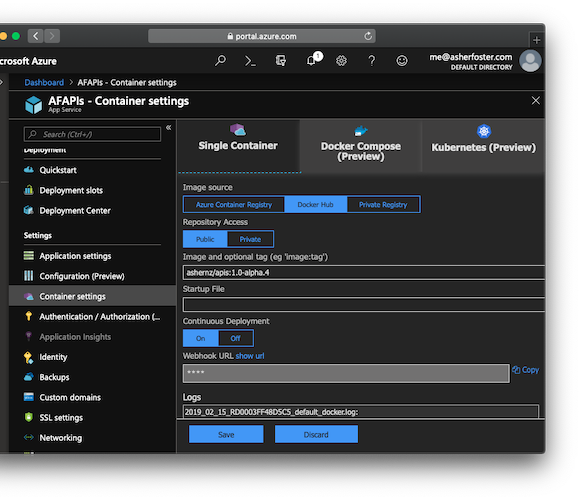 portal.azure.com
crosoft Azure
1
me@asherfoster.com
DEFAULT DIRECTORY
Dashboard > AFAPIs - Container settings
AFAPIs - Container settings
App Service
Search (Ctrl+/)
Deployment
Quickstart
Deployment slots
Deployment Center
Settings
Application settings
Configuration (Preview)
Container settings
Authentication / Authorization (...
Application Insights
Identity
Backups
Custom domains
SSL settings
Networking
Single Container
Docker Compose
(Preview)
Kubernetes (Preview)
Image source
Azure Container Registry Docker Hub Private Registry
Repository Access
Public Private
Image and optional tag (eg 'image:tag')
ashernz/apis:1.0-alpha.4
Startup File
Continuous Deployment
On Off
Webhook URL show url
****
Copy
Logs
2019_02_15_RD0003FF48D5C5_default_docker.log:
Save Discard